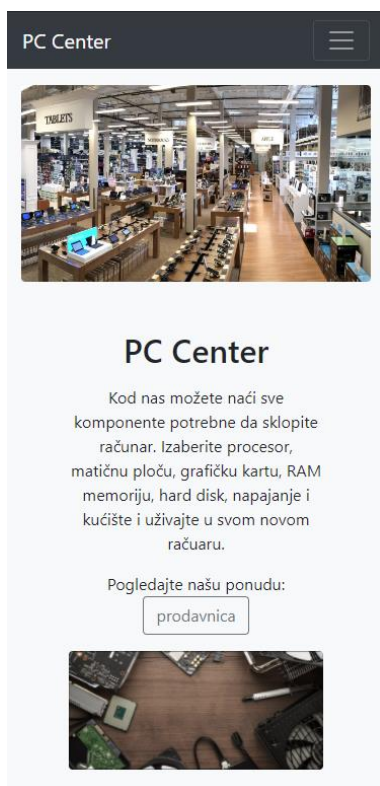 PC Center
TABLETS
PC Center
Kod nas možete naći sve
komponente potrebne da sklopite
računar. Izaberite procesor,
matičnu ploču, grafičku kartu, RAM
memoriju, hard disk, napajanje i
kućište i uživajte u svom novom
računaru.
Pogledajte našu ponudu:
prodavnica